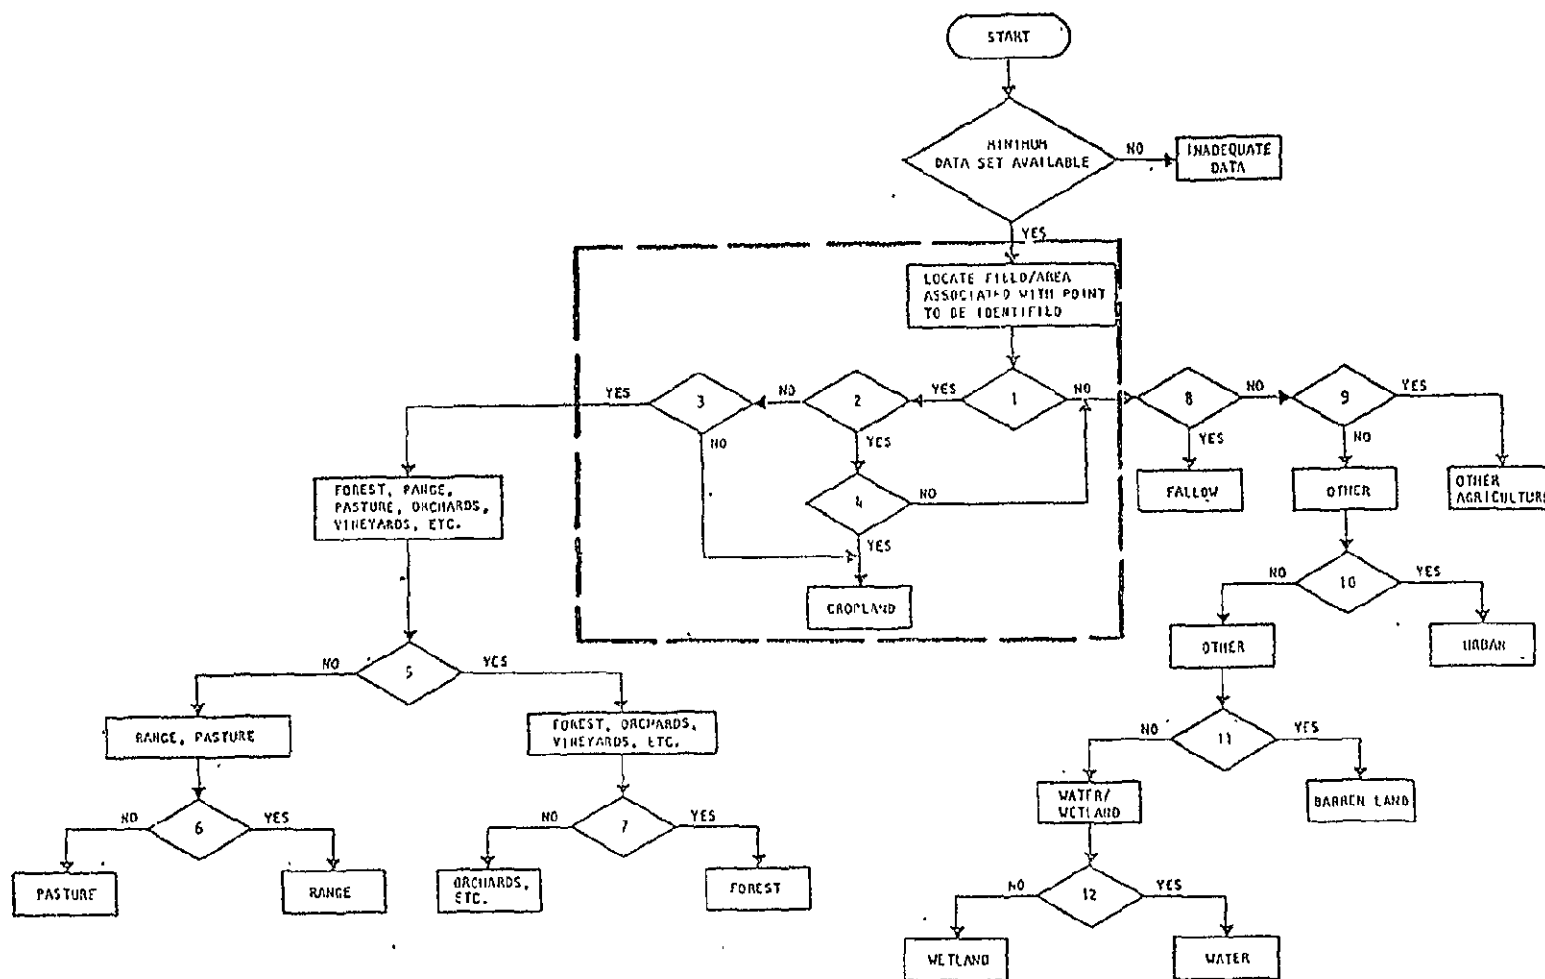 START
MINIMUM
DATA SET AVAILABLE
NO
INADEQUATE
DATA
YES
LOCATE FIELD/AREA
ASSOCIATED WITH POINT
TO BE IDENTIFIED
YES
3
NO
2
YES
1
NO
8
NO
9
YES
NO
YES
YES
NO
FOREST, RANGE,
PASTURE, ORCHARDS,
VINEYARDS, ETC.
4
NO
FALLOW
OTHER
OTHER
AGRICULTURE
YES
NO
10
YES
CROPLAND
OTHER
URBAN
NO
5
YES
RANGE, PASTURE
FOREST, ORCHARDS,
VINEYARDS, ETC.
NO
11
YES
WATER/
WETLAND
BARREN LAND
NO
6
YES
NO
7
YES
PASTURE
RANGE
ORCHARDS,
ETC.
FOREST
NO
12
YES
WETLAND
WATER